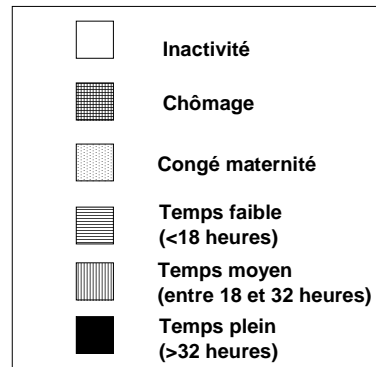 Inactivité
Chômage
Congé maternité
Temps faible
(<18 heures)
Temps moyen
(entre 18 et 32 heures)
Temps plein
(>32 heures)